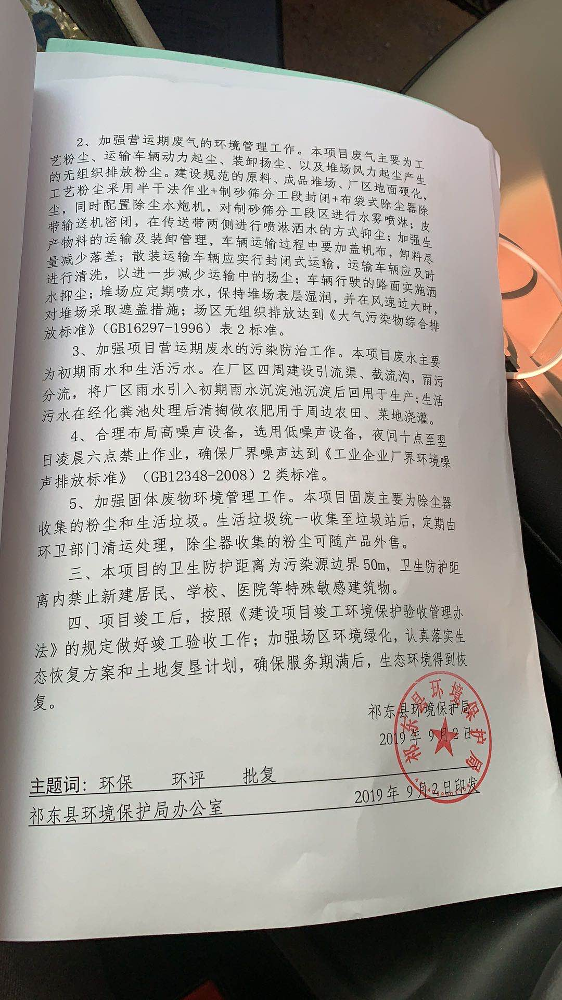 2、加强营运期废气的环境管理工作。本项目废气主要为工
艺粉尘、运输车辆动力起尘、装卸扬尘、以及堆场风力起尘产生
的无组织排放粉尘。建设规范的原料、成品堆场、厂区地面硬化，
工艺粉尘采用半干法作业+制砂筛分工段封闭+布袋式除尘器除
尘，同时配置除尘水炮机，对制砂筛分工段区进行水雾喷淋；皮
带输送机密闭，在传送带两侧进行喷淋洒水的方式抑尘；加强生
产物料的运输及装卸管理，车辆运输过程中要加盖帆布，卸料尽
量减少落差；散装运输车辆应实行封闭式运输，运输车辆应及时
进行清洗，以进一步减少运输中的扬尘；车辆行驶的路面实施洒
水抑尘；堆场应定期喷水，保持堆场表层湿润，并在风速过大时，
对堆场采取遮盖措施；场区无组织排放达到《大气污染物综合排
放标准》（GB16297-1996）表2标准。
3、加强项目营运期废水的污染防治工作。本项目废水主要
为初期雨水和生活污水。在厂区四周建设引流渠、截流沟，雨污
分流，将厂区雨水引入初期雨水沉淀池沉淀后回用于生产;生活
污水在经化粪池处理后清掏做农肥用于周边农田、菜地浇灌。
4、合理布局高噪声设备，选用低噪声设备，夜间十点至翌
日凌晨六点禁止作业，确保厂界噪声达到《工业企业厂界环境噪
声排放标准》（GB12348-2008）2类标准。
5、加强固体废物环境管理工作。本项目固废主要为除尘器
收集的粉尘和生活垃圾。生活垃圾统一收集至垃圾站后，定期由
环卫部门清运处理，除尘器收集的粉尘可随产品外售。
三、本项目的卫生防护距离为污染源边界50m，卫生防护距
离内禁止新建居民、学校、医院等特殊敏感建筑物。
四、项目竣工后，按照《建设项目竣工环境保护验收管理办
法》的规定做好竣工验收工作；加强场区环境绿化，认真落实生
态恢复方案和土地复垦计划，确保服务期满后，生态环境得到恢
复。
祁东县环境保护局
2019年9月2日
祁东县环境保护局
主题词：环保 环评 批复
祁东县环境保护局办公室 2019年9月2日印发